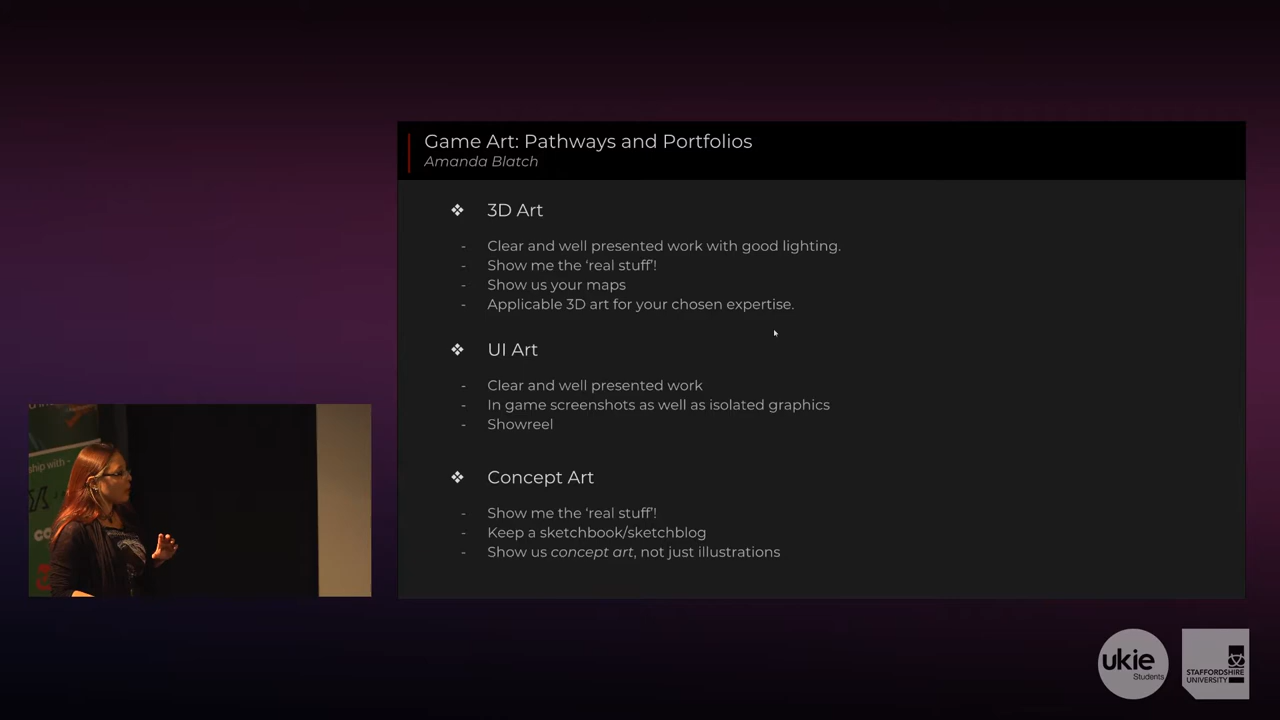 Game Art: Pathways and Portfolios
Amanda Blatch
❖ 3D Art
- Clear and well presented work with good lighting.
- Show me the ‘real stuff’!
- Show us your maps
- Applicable 3D art for your chosen expertise.
❖ UI Art
- Clear and well presented work
- In game screenshots as well as isolated graphics
- Showreel
❖ Concept Art
- Show me the ‘real stuff’!
- Keep a sketchbook/sketchblog
- Show us concept art, not just illustrations
ship with -
ukie
Students
STAFFORDSHIRE
UNIVERSITY